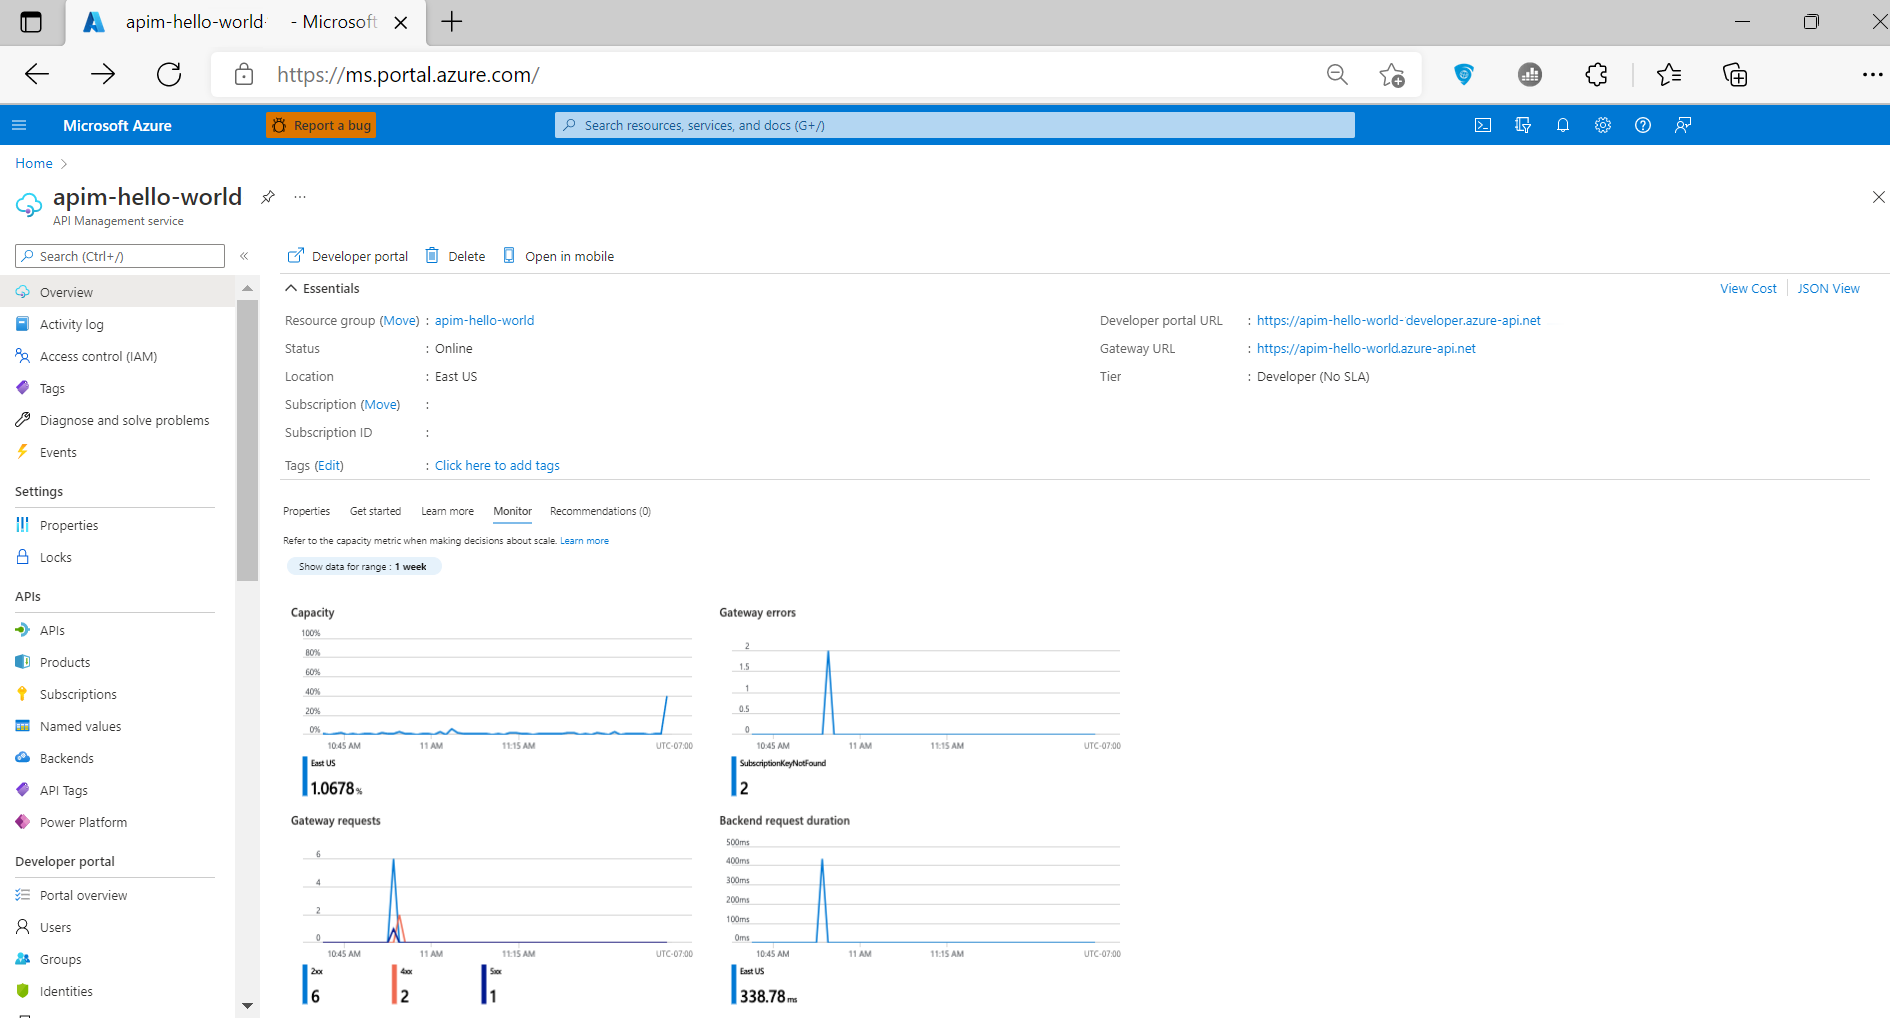 apim-hello-world - Microsoft
https://ms.portal.azure.com/
Microsoft Azure
Report a bug
Search resources, services, and docs (G+/)
Home
apim-hello-world
API Management service
Search (Ctrl+/)
Overview
Activity log
Access control (IAM)
Tags
Diagnose and solve problems
Events
Settings
Properties
Locks
APIs
APIs
Products
Subscriptions
Named values
Backends
API Tags
Power Platform
Developer portal
Portal overview
Users
Groups
Identities
Developer portal Delete Open in mobile
Essentials
View Cost JSON View
Resource group (Move) : apim-hello-world
Status : Online
Location : East US
Subscription (Move) :
Subscription ID :
Tags (Edit) : Click here to add tags
Developer portal URL : https://apim-hello-world-developer.azure-api.net
Gateway URL : https://apim-hello-world.azure-api.net
Tier : Developer (No SLA)
Properties Get started Learn more Monitor Recommendations (0)
Refer to the capacity metric when making decisions about scale. Learn more
Show data for range : 1 week
Capacity
100%
80%
60%
40%
20%
0%
10:45 AM 11 AM 11:15 AM UTC-07:00
East US
1.0678 %
Gateway errors
2
1.5
1
0.5
0
10:45 AM 11 AM 11:15 AM UTC-07:00
SubscriptionKeyNotFound
2
Gateway requests
6
4
2
0
10:45 AM 11 AM 11:15 AM UTC-07:00
2xx 4xx 5xx
6 2 1
Backend request duration
500ms
400ms
300ms
200ms
100ms
0ms
10:45 AM 11 AM 11:15 AM UTC-07:00
East US
338.78 ms